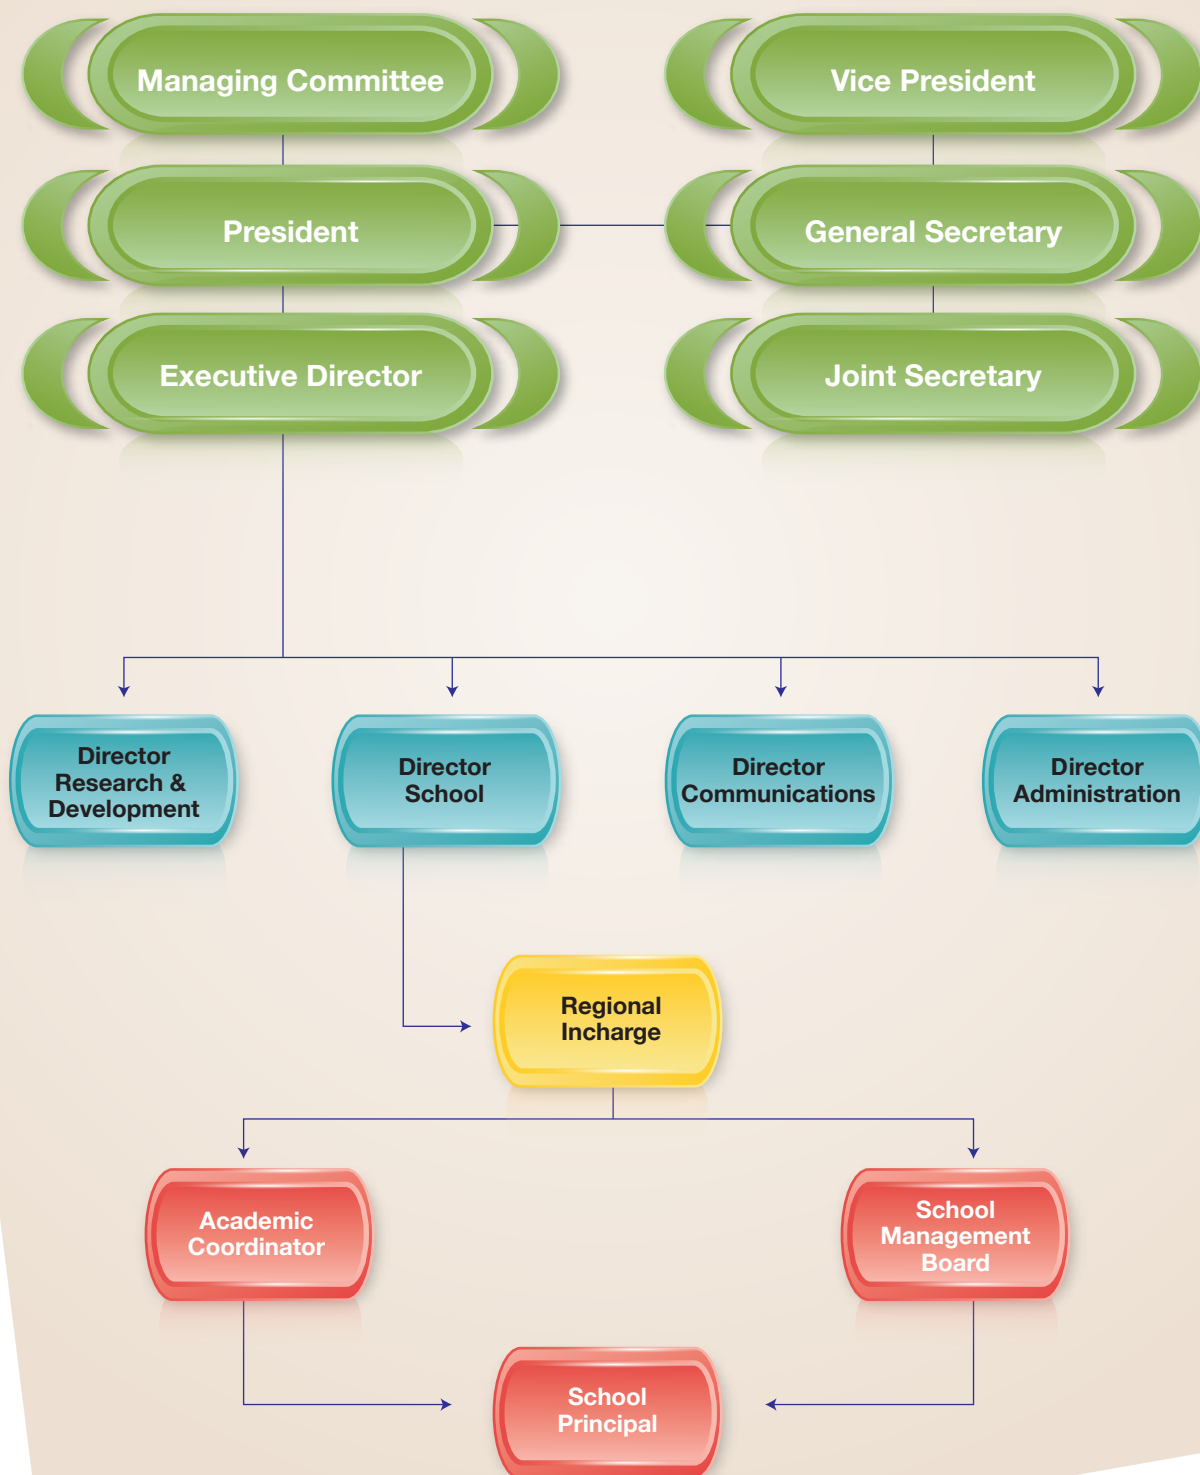 Managing Committee
Vice President
President
General Secretary
Executive Director
Joint Secretary
Director
Research &
Development
Director
School
Director
Communications
Director
Administration
Regional
Incharge
Academic
Coordinator
School
Management
Board
School
Principal